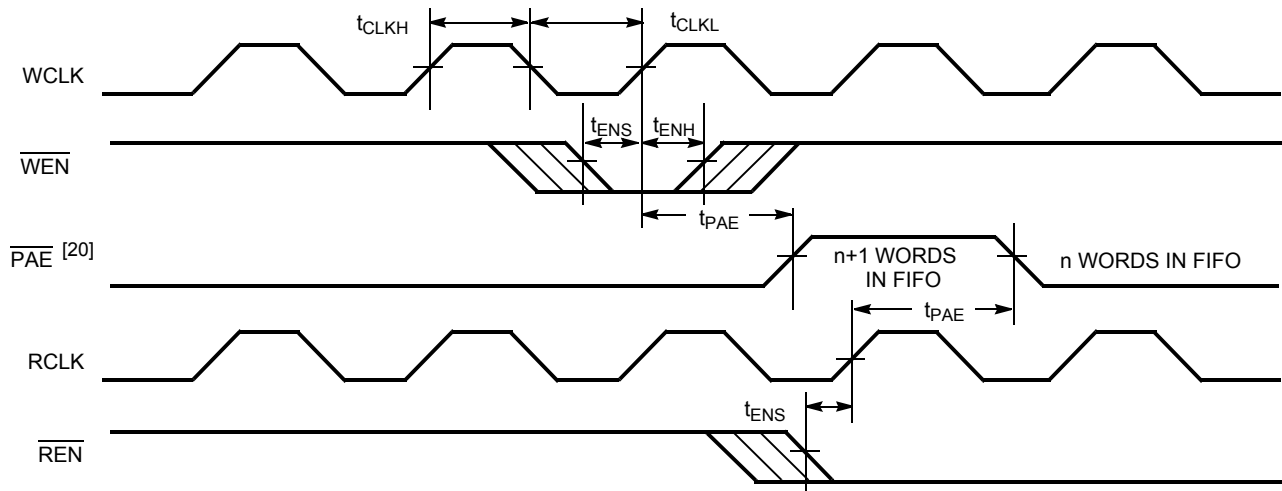 tCLKH
tCLKL
WCLK
tENS
tENH
WEN
tPAE
PAE [20]
n+1 WORDS
IN FIFO
n WORDS IN FIFO
tPAE
RCLK
tENS
REN